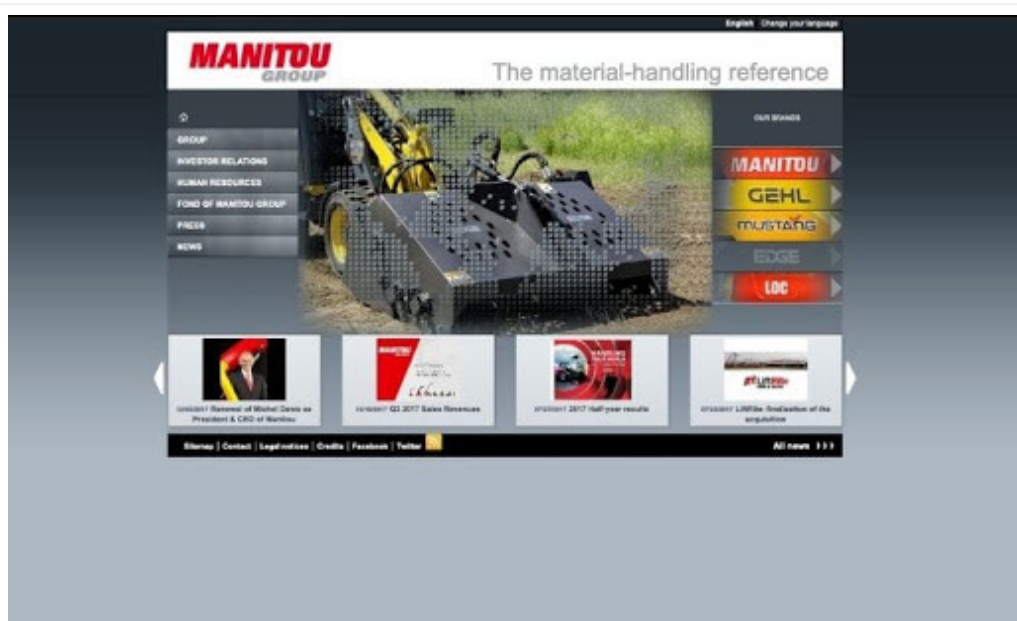 English Change your language
MANITOU
GROUP
The material-handling reference
OUR BRANDS
GROUP
INVESTOR RELATIONS
HUMAN RESOURCES
FOND OF MANITOU GROUP
PRESS
NEWS
MANITOU
GEHL
MUSTANG
EDGE
LOC
Renewal of Michel Denis as
President & CEO of Manitou
Q3 2017 Sales Revenues
2017 Half-year results
LiftRite: finalisation of the
acquisition
Sitemap | Contact | Legal notices | Credits | Facebook | Twitter
All news